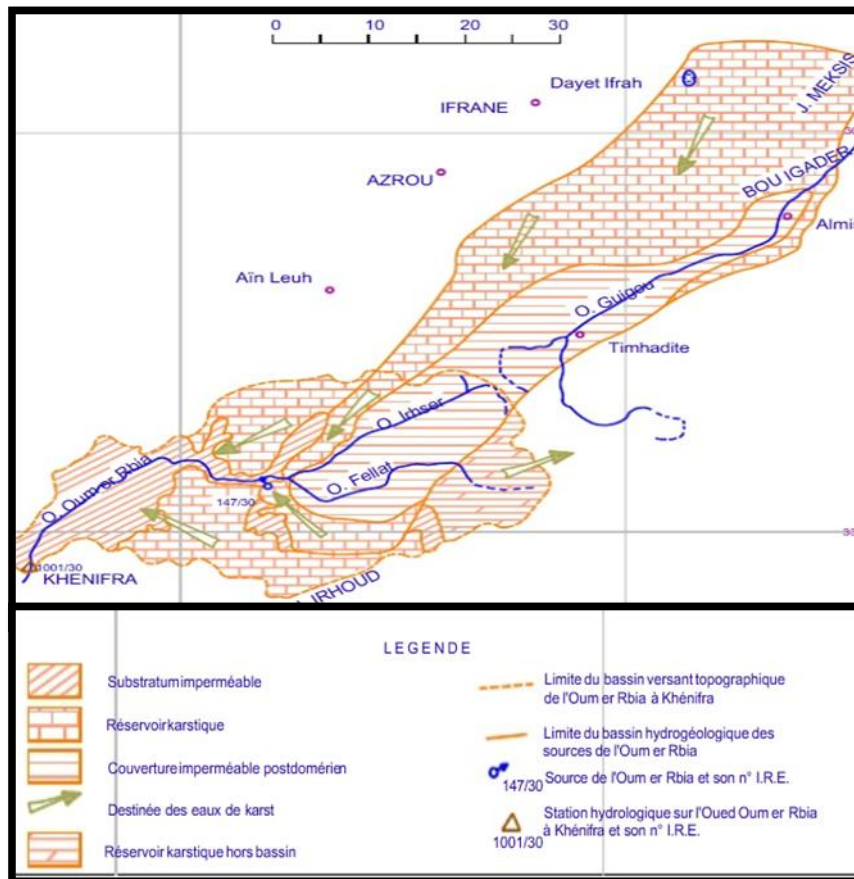 0 10 20 30
Dayet Ifrah
IFRANE
J. MEKSIS
30
AZROU
BOU IGADER
Almi
Aïn Leuh
O. Guigou
Timhadite
O. Irhser
O. Fellat
O. Oum er Rbia
147/30
33
1001/30
KHENIFRA
IRHOUD
LEGENDE
Substratum imperméable
Réservoir karstique
Couverture imperméable postdomérien
Destinée des eaux de karst
Réservoir karstique hors bassin
Limite du bassin versant topographique
de l'Oum er Rbia à Khénifra
Limite du bassin hydrogéologique des
sources de l'Oum er Rbia
147/30 Source de l'Oum er Rbia et son n° I.R.E.
Station hydrologique sur l'Oued Oum er Rbia
à Khénifra et son n° I.R.E.
1001/30